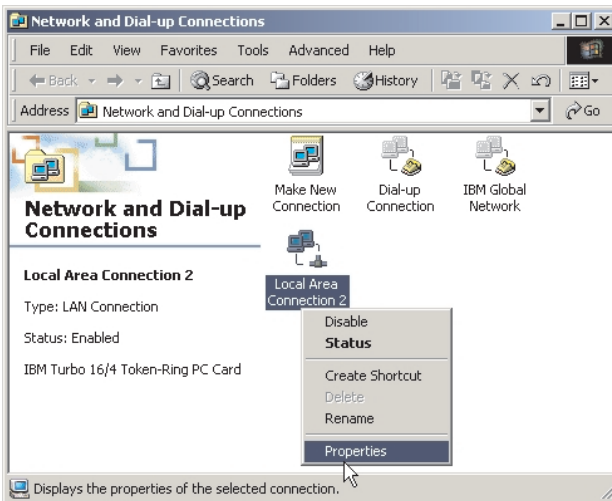 Network and Dial-up Connections
File Edit View Favorites Tools Advanced Help
Back Search Folders History
Address Network and Dial-up Connections Go
Network and Dial-up
Connections
Local Area Connection 2
Type: LAN Connection
Status: Enabled
IBM Turbo 16/4 Token-Ring PC Card
Make New
Connection
Dial-up
Connection
IBM Global
Network
Local Area
Connection 2
Disable
Status
Create Shortcut
Delete
Rename
Properties
Displays the properties of the selected connection.